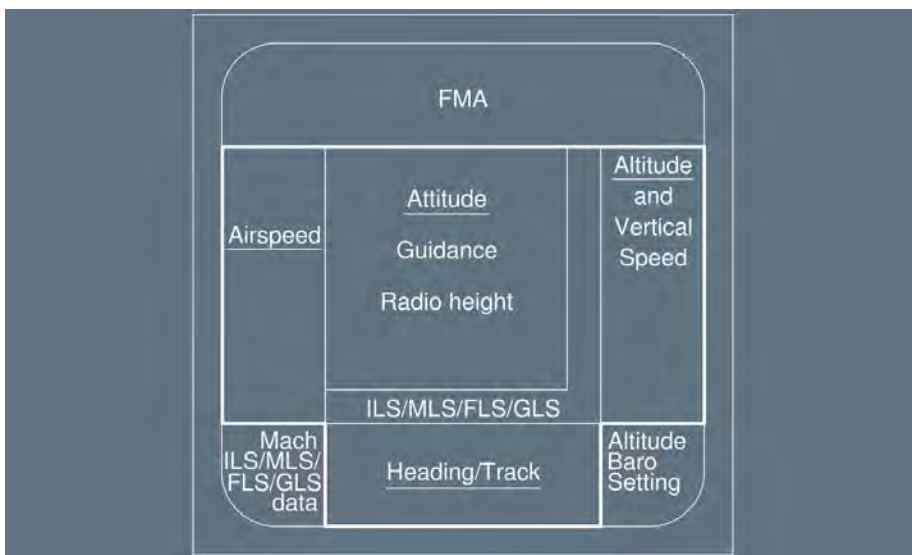 FMA
Airspeed
Attitude
Guidance
Radio height
Altitude
and
Vertical
Speed
ILS/MLS/FLS/GLS
Mach
ILS/MLS/
FLS/GLS
data
Heading/Track
Altitude
Baro
Setting